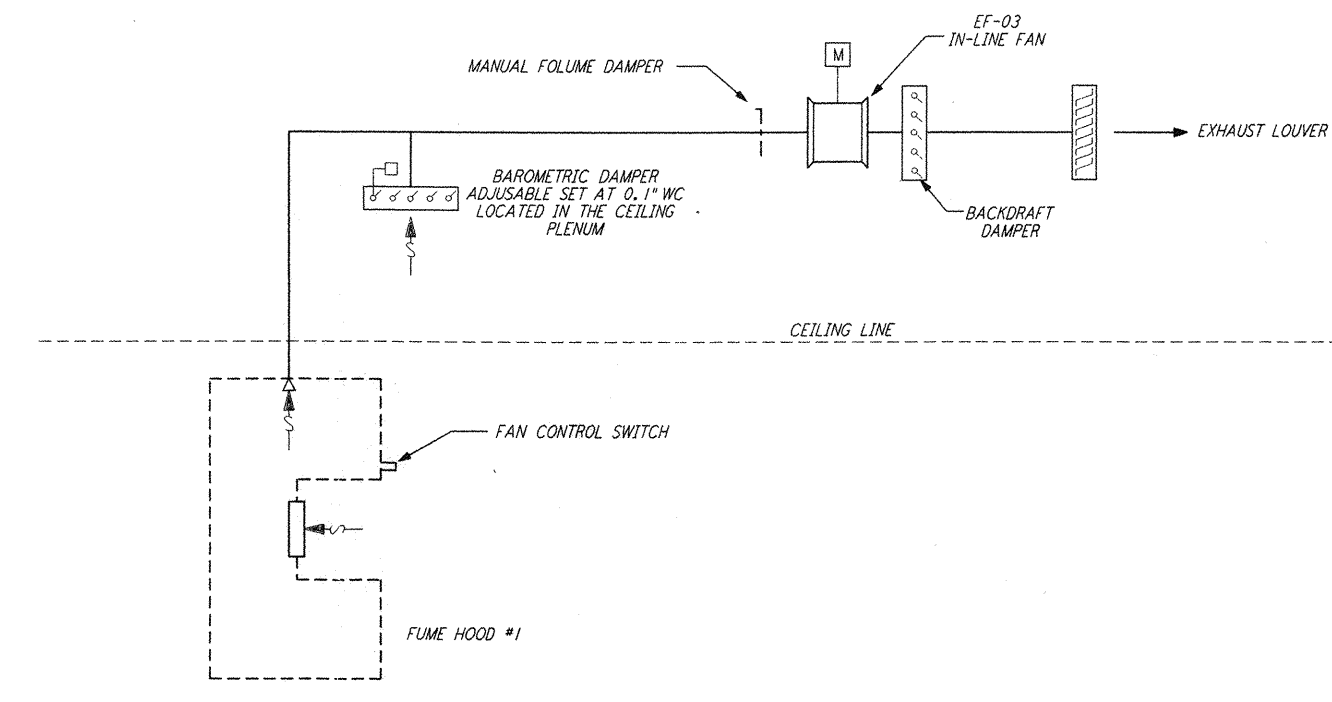 EF-03
IN-LINE FAN
M
MANUAL FOLUME DAMPER
EXHAUST LOUVER
BAROMETRIC DAMPER
ADJUSABLE SET AT 0.1" WC
LOCATED IN THE CEILING
PLENUM
BACKDRAFT
DAMPER
CEILING LINE
FAN CONTROL SWITCH
FUME HOOD #1